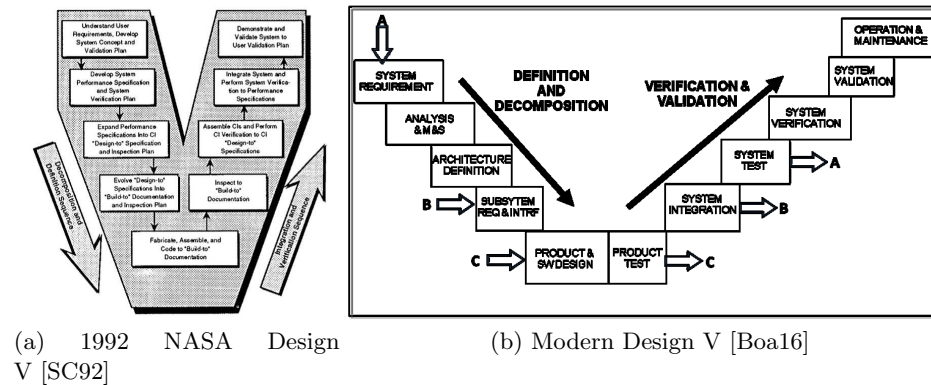 Understand User
Requirements, Develop
System Concept and
Validation Plan
Develop System
Performance Specification
and System
Verification Plan
Expand Performance
Specifications Into CI
"Design-to" Specification
and Inspection Plan
Evolve "Design-to"
Specifications Into
"Build-to" Documentation
and Inspection Plan
Fabricate, Assemble, and
Code to "Build-to"
Documentation
Inspect to
"Build-to"
Documentation
Assemble CIs and Perform
CI Verification to CI
"Design-to"
Specifications
Integrate System and
Perform System Verifica-
tion to Performance
Specifications
Demonstrate and
Validate System to
User Validation Plan
Decomposition and
Definition Sequence
Integration and
Verification Sequence
(a) 1992 NASA Design
V [SC92]
A
SYSTEM
REQUIREMENT
ANALYSIS
& M&S
ARCHITECTURE
DEFINITION
B
SUBSYTEM
REQ & INTRF
C
PRODUCT &
SWDESIGN
PRODUCT
TEST
C
SYSTEM
INTEGRATION
B
SYSTEM
TEST
A
SYSTEM
VERIFICATION
SYSTEM
VALIDATION
OPERATION &
MAINTENANCE
DEFINITION
AND
DECOMPOSITION
VERIFICATION &
VALIDATION
(b) Modern Design V [Boa16]